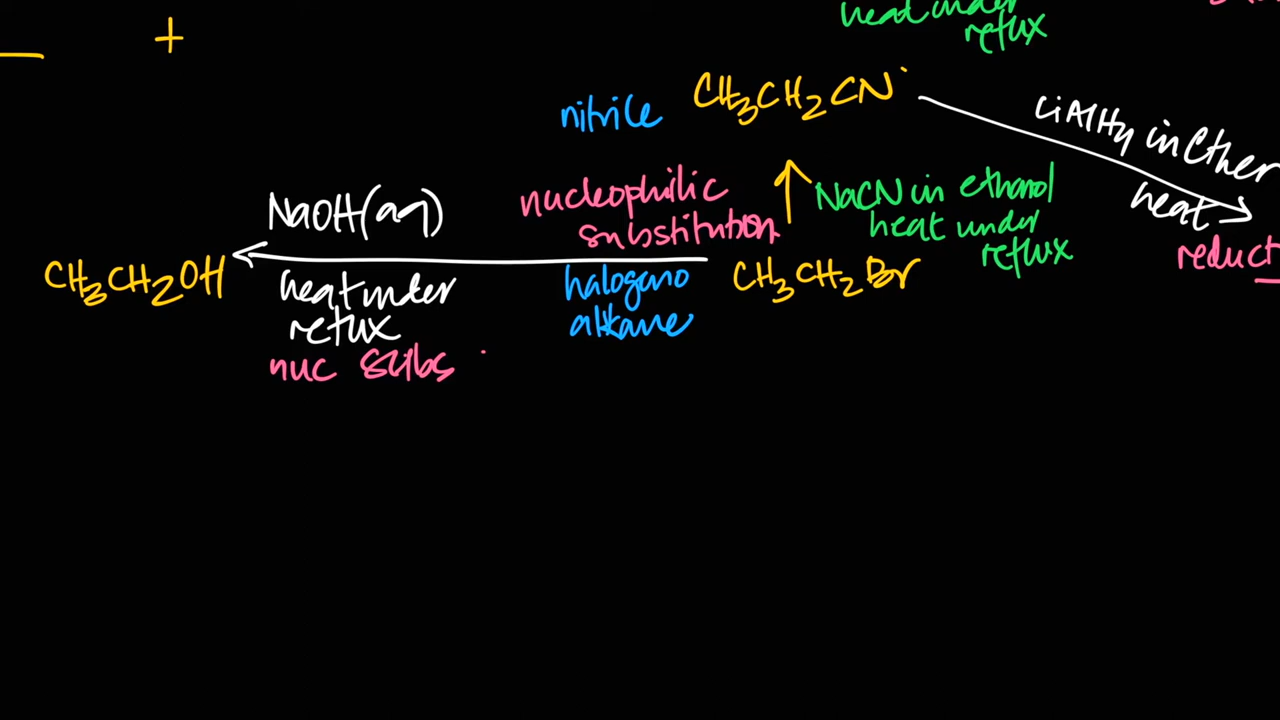 +
heat under
reflux
nitrile CH3CH2CN
LiAlH4 in Ether
heat
nucleophilic
substitution
NaCN in ethanol
heat under
reflux
reduct
NaOH(aq)
CH3CH2OH
heat under
reflux
nuc subs
halogeno
alkane
CH3CH2Br